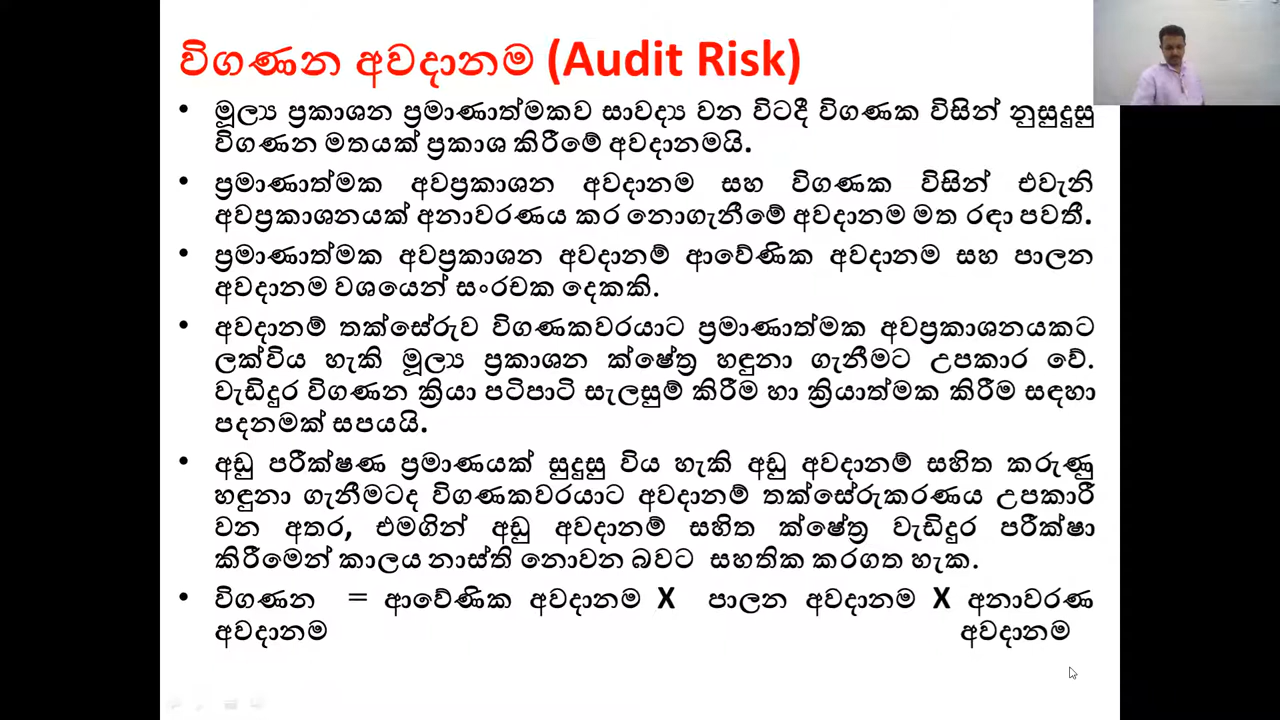 විගණන අවදානම (Audit Risk)
• මූල්‍ය ප්‍රකාශන ප්‍රමාණාත්මකව සාවද්‍ය වන විටදී විගණක විසින් නුසුදුසු
විගණන මතයක් ප්‍රකාශ කිරීමේ අවදානමයි.
• ප්‍රමාණාත්මක අවප්‍රකාශන අවදානම සහ විගණක විසින් එවැනි
අවප්‍රකාශනයක් අනාවරණය කර නොගැනීමේ අවදානම මත රඳා පවතී.
• ප්‍රමාණාත්මක අවප්‍රකාශන අවදානම් ආවේණික අවදානම සහ පාලන
අවදානම වශයෙන් සංරචක දෙකකි.
• අවදානම් තක්සේරුව විගණකවරයාට ප්‍රමාණාත්මක අවප්‍රකාශනයකට
ලක්විය හැකි මූල්‍ය ප්‍රකාශන ක්ෂේත්‍ර හඳුනා ගැනීමට උපකාර වේ.
වැඩිදුර විගණන ක්‍රියා පටිපාටි සැලසුම් කිරීම හා ක්‍රියාත්මක කිරීම සඳහා
පදනමක් සපයයි.
• අඩු පරීක්ෂණ ප්‍රමාණයක් සුදුසු විය හැකි අඩු අවදානම් සහිත කරුණු
හඳුනා ගැනීමටද විගණකවරයාට අවදානම් තක්සේරුකරණය උපකාරී
වන අතර, එමගින් අඩු අවදානම් සහිත ක්ෂේත්‍ර වැඩිදුර පරීක්ෂා
කිරීමෙන් කාලය නාස්ති නොවන බවට සහතික කරගත හැක.
• විගණන = ආවේණික අවදානම X පාලන අවදානම X අනාවරණ
අවදානම අවදානම